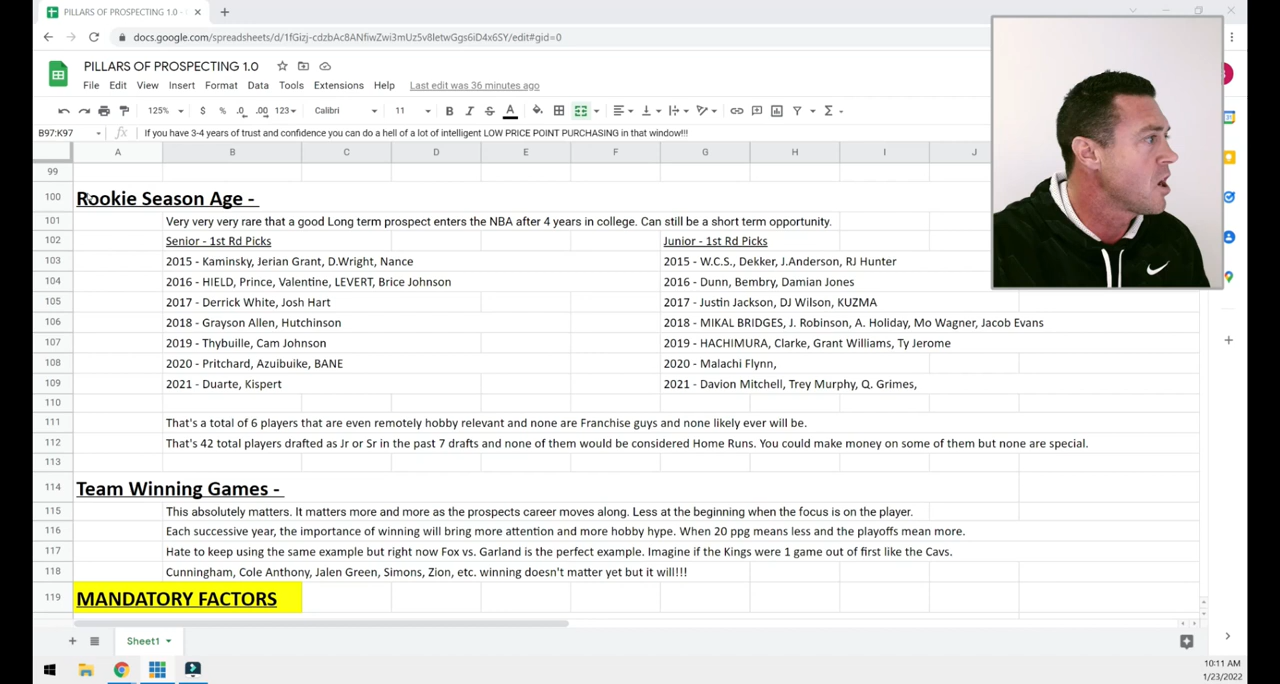 PILLARS OF PROSPECTING 1.0 -
docs.google.com/spreadsheets/d/1fGizj-cdzbAc8ANfiwZwi3mUz5v8IetwGgs6iD4x6SY/edit#gid=0
PILLARS OF PROSPECTING 1.0
File Edit View Insert Format Data Tools Extensions Help Last edit was 36 minutes ago
125% $ % .0 .00 123 Calibri 11 B I S A
B97:K97 fx If you have 3-4 years of trust and confidence you can do a hell of a lot of intelligent LOW PRICE POINT PURCHASING in that window!!!
A B C D E F G H I J
99
100 Rookie Season Age -
101 Very very very rare that a good Long term prospect enters the NBA after 4 years in college. Can still be a short term opportunity.
102 Senior - 1st Rd Picks Junior - 1st Rd Picks
103 2015 - Kaminsky, Jerian Grant, D.Wright, Nance 2015 - W.C.S., Dekker, J.Anderson, RJ Hunter
104 2016 - HIELD, Prince, Valentine, LEVERT, Brice Johnson 2016 - Dunn, Bembry, Damian Jones
105 2017 - Derrick White, Josh Hart 2017 - Justin Jackson, DJ Wilson, KUZMA
106 2018 - Grayson Allen, Hutchinson 2018 - MIKAL BRIDGES, J. Robinson, A. Holiday, Mo Wagner, Jacob Evans
107 2019 - Thybuille, Cam Johnson 2019 - HACHIMURA, Clarke, Grant Williams, Ty Jerome
108 2020 - Pritchard, Azuibuike, BANE 2020 - Malachi Flynn,
109 2021 - Duarte, Kispert 2021 - Davion Mitchell, Trey Murphy, Q. Grimes,
110
111 That's a total of 6 players that are even remotely hobby relevant and none are Franchise guys and none likely ever will be.
112 That's 42 total players drafted as Jr or Sr in the past 7 drafts and none of them would be considered Home Runs. You could make money on some of them but none are special.
113
114 Team Winning Games -
115 This absolutely matters. It matters more and more as the prospects career moves along. Less at the beginning when the focus is on the player.
116 Each successive year, the importance of winning will bring more attention and more hobby hype. When 20 ppg means less and the playoffs mean more.
117 Hate to keep using the same example but right now Fox vs. Garland is the perfect example. Imagine if the Kings were 1 game out of first like the Cavs.
118 Cunningham, Cole Anthony, Jalen Green, Simons, Zion, etc. winning doesn't matter yet but it will!!!
119 MANDATORY FACTORS
Sheet1
10:11 AM
1/23/2022